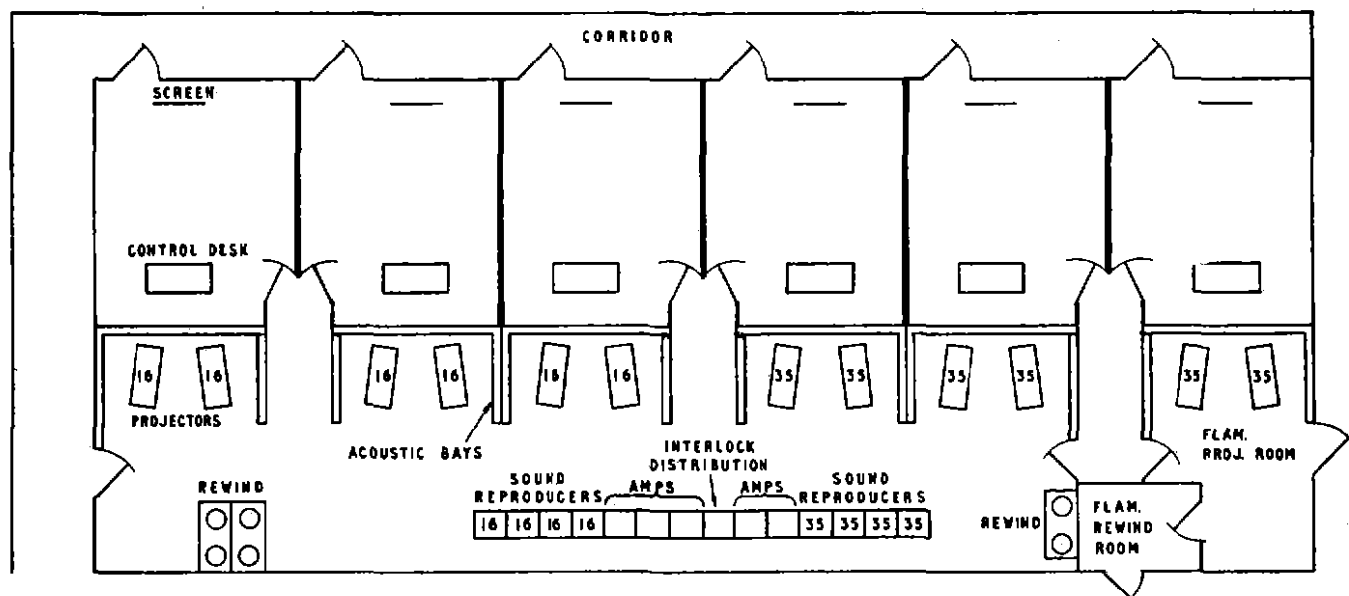 CORRIDOR
SCREEN
CONTROL DESK
16 16 16 16 16 16 35 35 35 35 35 35
PROJECTORS
ACOUSTIC BAYS
INTERLOCK
DISTRIBUTION
FLAM.
PROJ. ROOM
REWIND
SOUND
REPRODUCERS
AMPS
AMPS
SOUND
REPRODUCERS
16 16 16 16 35 35 35 35
REWIND
FLAM.
REWIND
ROOM